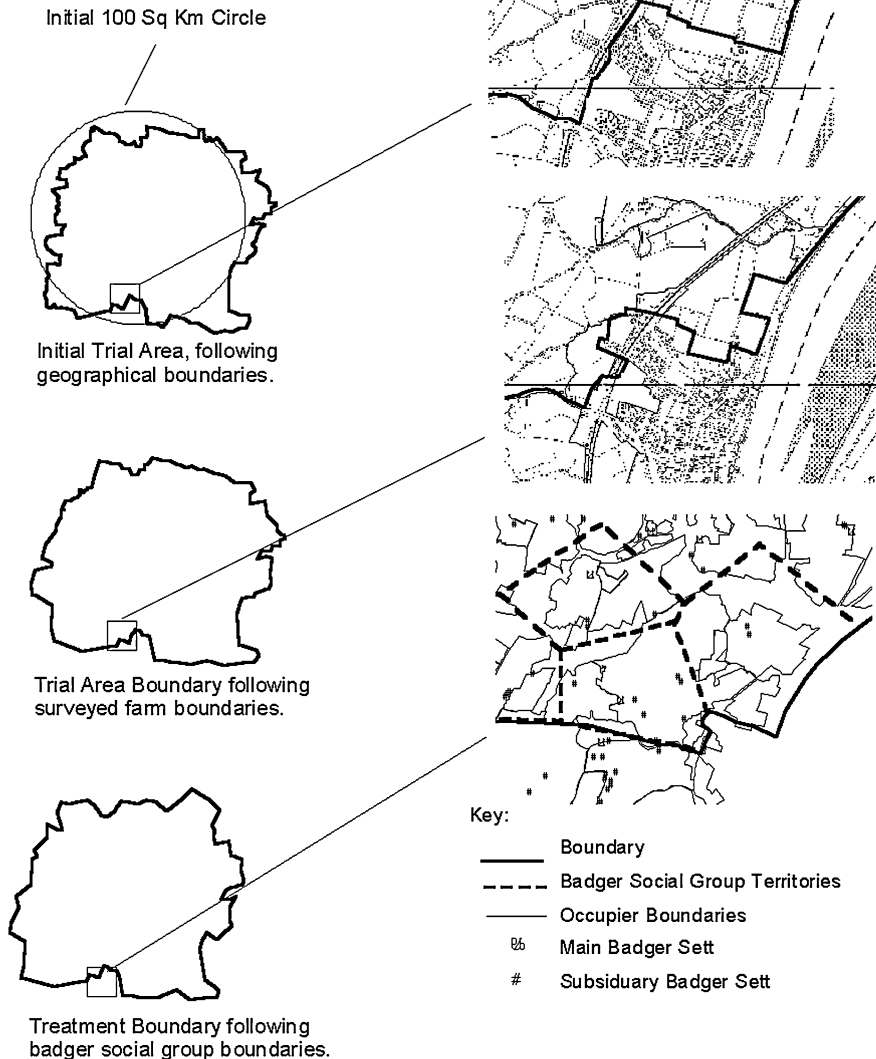 Initial 100 Sq Km Circle
Initial Trial Area, following
geographical boundaries.
Trial Area Boundary following
surveyed farm boundaries.
Treatment Boundary following
badger social group boundaries.
Key:
Boundary
Badger Social Group Territories
Occupier Boundaries
Main Badger Sett
# Subsiduary Badger Sett